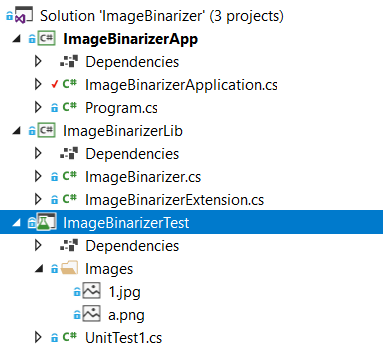 Solution 'ImageBinarizer' (3 projects)
C# ImageBinarizerApp
Dependencies
C# ImageBinarizerApplication.cs
C# Program.cs
C# ImageBinarizerLib
Dependencies
C# ImageBinarizer.cs
C# ImageBinarizerExtension.cs
ImageBinarizerTest
Dependencies
Images
1.jpg
a.png
C# UnitTest1.cs